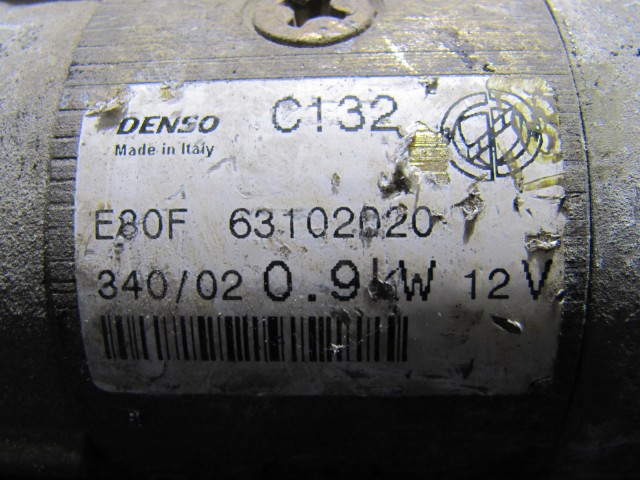 DENSO C132
Made in Italy
E80F 63102020
340/02 0.9kW 12V